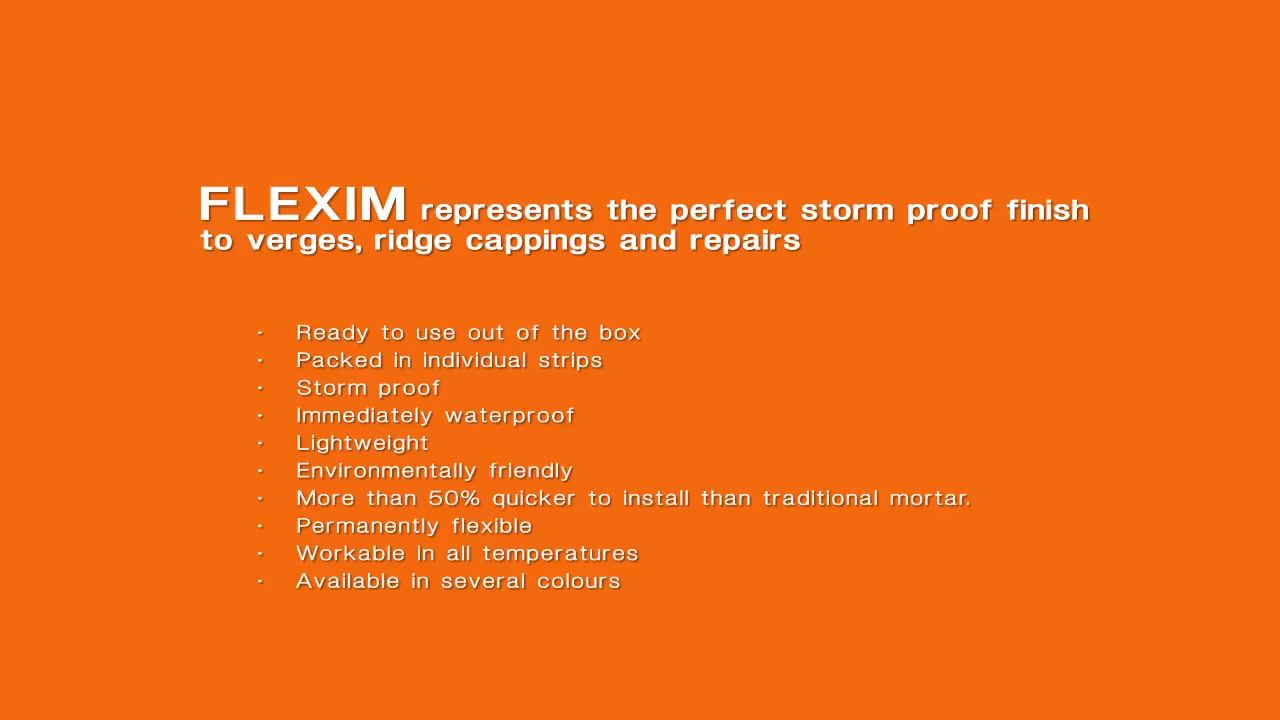 FLEXIM represents the perfect storm proof finish
to verges, ridge cappings and repairs
· Ready to use out of the box
· Packed in individual strips
· Storm proof
· Immediately waterproof
· Lightweight
· Environmentally friendly
· More than 50% quicker to install than traditional mortar.
· Permanently flexible
· Workable in all temperatures
· Available in several colours